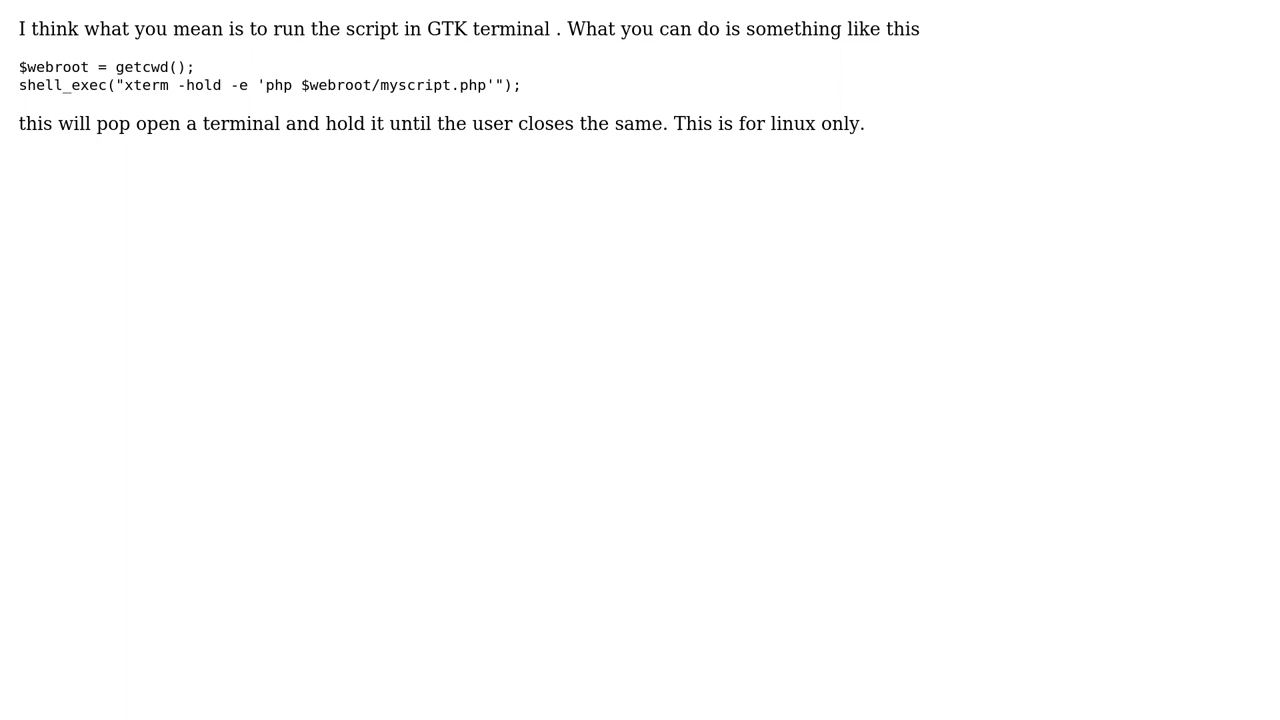 I think what you mean is to run the script in GTK terminal . What you can do is something like this
$webroot = getcwd();
shell_exec("xterm -hold -e 'php $webroot/myscript.php'");
this will pop open a terminal and hold it until the user closes the same. This is for linux only.